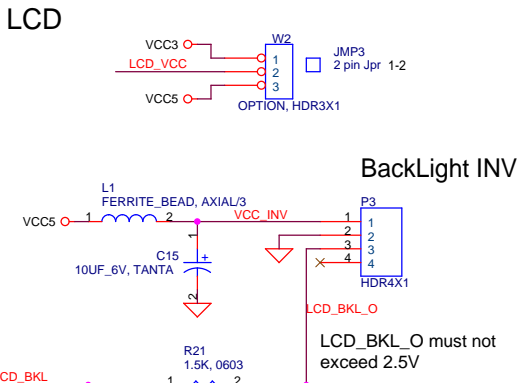 LCD
W2
VCC3
1
LCD_VCC
2
3
VCC5
OPTION, HDR3X1
JMP3
2 pin Jpr 1-2
BackLight INV
L1
FERRITE_BEAD, AXIAL/3
P3
VCC5
1
2
VCC_INV
1 1
2 2
3 3
4 4
HDR4X1
1
C15
+
10UF_6V, TANTA
2
LCD_BKL_O
LCD_BKL_O must not
exceed 2.5V
R21
1.5K, 0603
CD_BKL
1
2